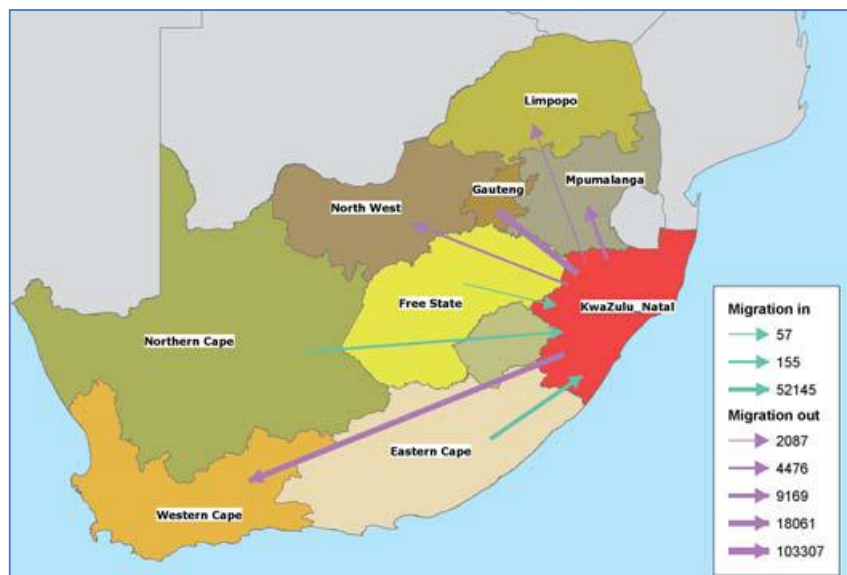 Limpopo
Mpumalanga
Gauteng
North West
Free State
KwaZulu_Natal
Northern Cape
Eastern Cape
Western Cape
Migration in
57
155
52145
Migration out
2087
4476
9169
18061
103307